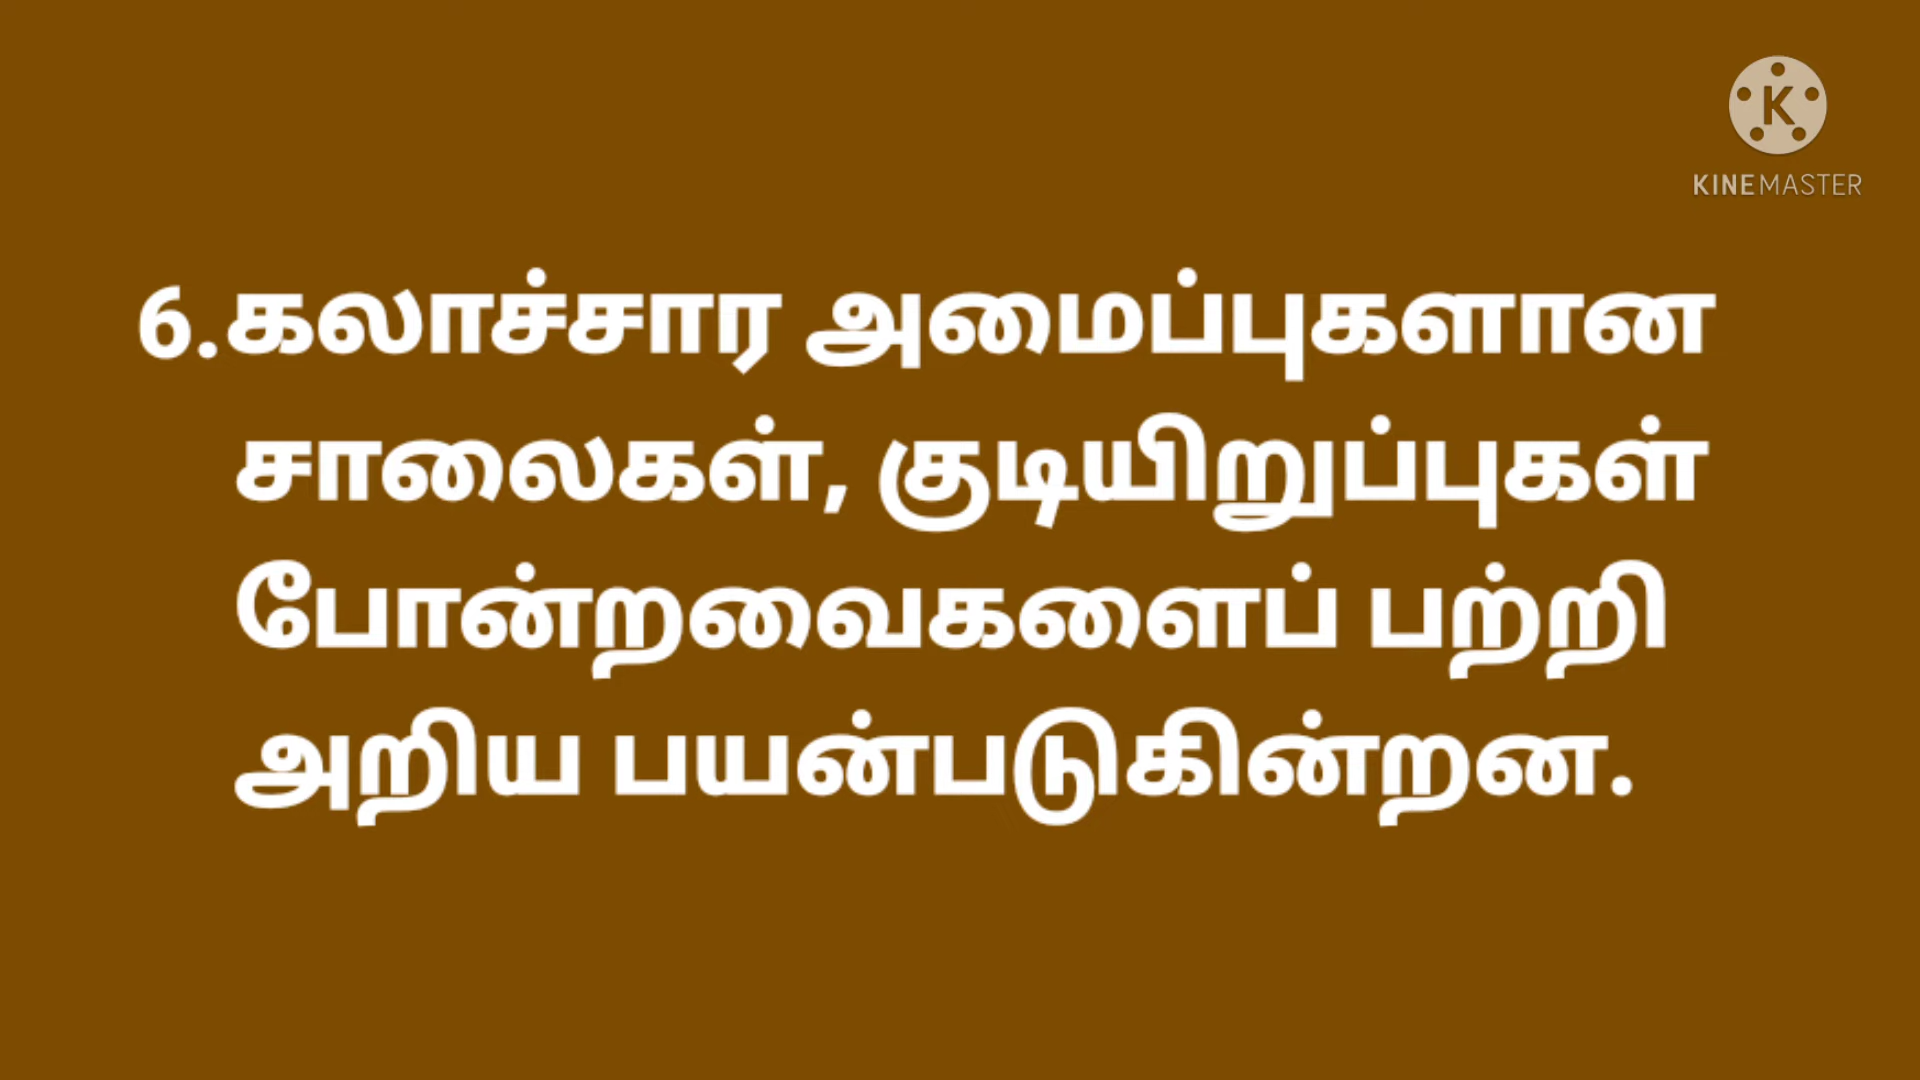 K
KINEMASTER
6.கலாச்சார அமைப்புகளான
சாலைகள், குடியிறுப்புகள்
போன்றவைகளைப் பற்றி
அறிய பயன்படுகின்றன.